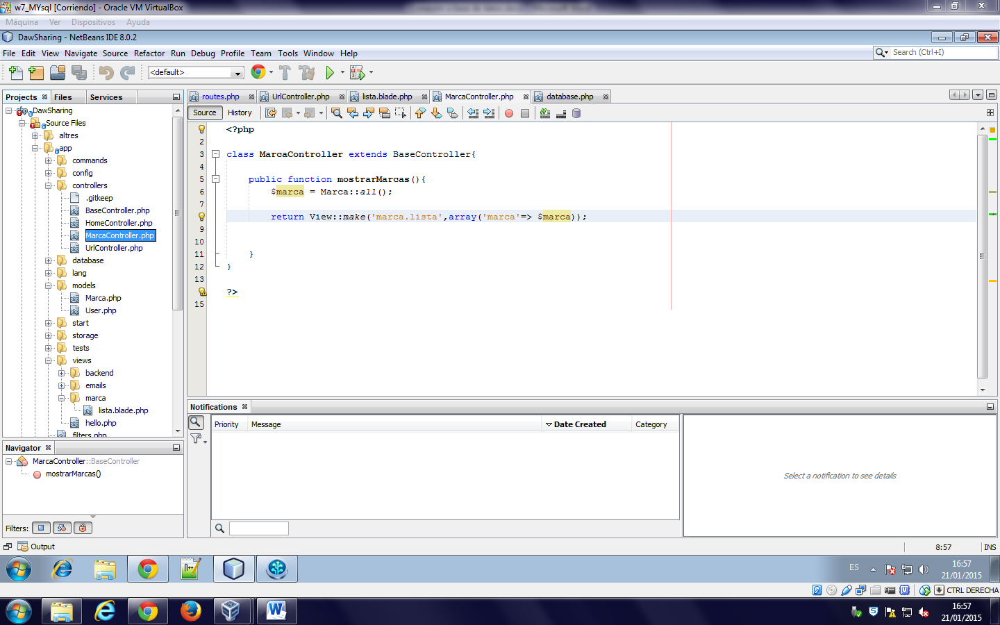 w7_MYsql [Corriendo] - Oracle VM VirtualBox
Máquina Ver Dispositivos Ayuda
DawSharing - NetBeans IDE 8.0.2
File Edit View Navigate Source Refactor Run Debug Profile Team Tools Window Help
Search (Ctrl+I)
<default>
Projects Files Services
routes.php UrlController.php lista.blade.php MarcaController.php database.php
Source History
DawSharing
Source Files
altres
app
commands
config
controllers
.gitkeep
BaseController.php
HomeController.php
MarcaController.php
UrlController.php
database
lang
models
Marca.php
User.php
start
storage
tests
views
backend
emails
marca
lista.blade.php
hello.php
filters.php
<?php
2
3 class MarcaController extends BaseController{
4
5 public function mostrarMarcas(){
6 $marca = Marca::all();
7
return View::make('marca.lista',array('marca'=> $marca));
9
10
11 }
12 }
13
?>
15
Navigator
MarcaController::BaseController
mostrarMarcas()
Filters:
Notifications
Priority Message Date Created Category
Select a notification to see details
Output
8:57 INS
ES
16:57
21/01/2015
CTRL DERECHA
16:57
21/01/2015